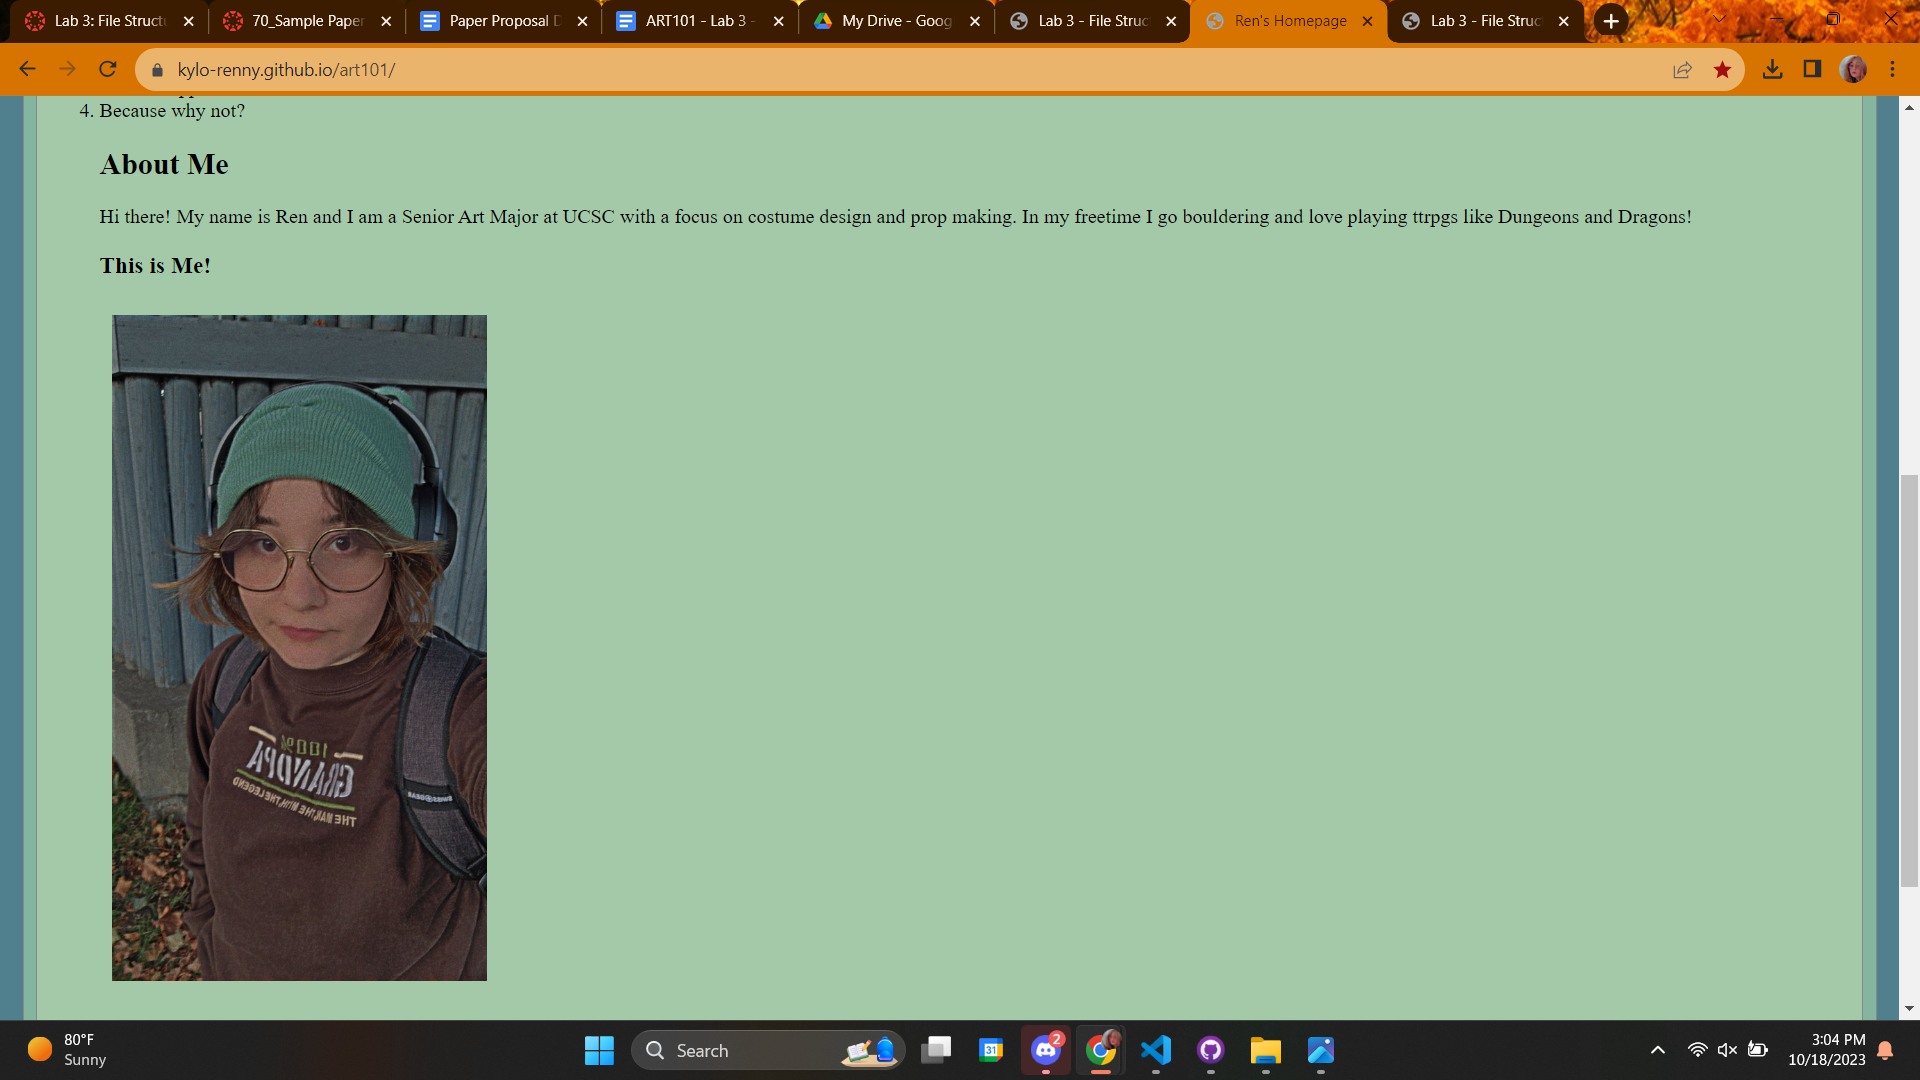 Lab 3: File Struct
70_Sample Paper
Paper Proposal D
ART101 - Lab 3 -
My Drive - Goog
Lab 3 - File Struc
Ren's Homepage
Lab 3 - File Struc
kylo-renny.github.io/art101/
4. Because why not?
About Me
Hi there! My name is Ren and I am a Senior Art Major at UCSC with a focus on costume design and prop making. In my freetime I go bouldering and love playing ttrpgs like Dungeons and Dragons!
This is Me!
100%
GRANDPA
THE MAN, THE MYTH, THE LEGEND
SWISSGEAR
80°F
Sunny
Search
31
2
3:04 PM
10/18/2023